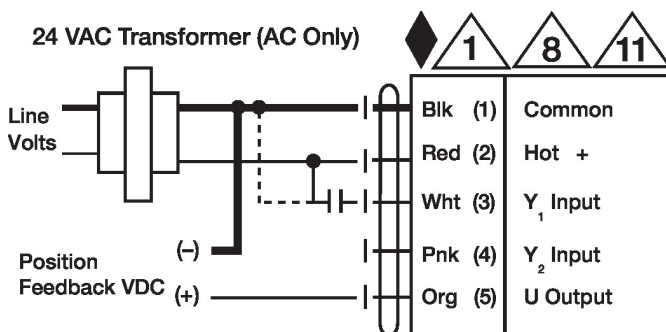 24 VAC Transformer (AC Only)
1 8 11
Line
Volts
Blk (1) Common
Red (2) Hot +
Wht (3) Y₁ Input
Pnk (4) Y₂ Input
Org (5) U Output
Position
Feedback VDC
(–)
(+)